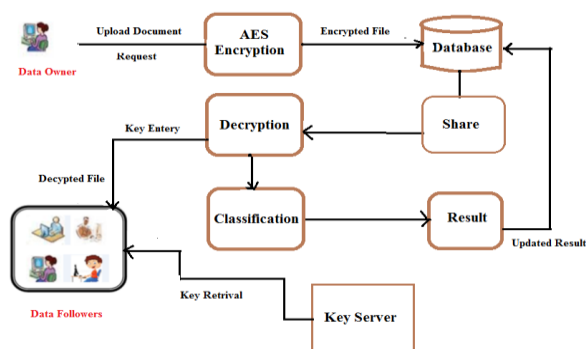 Upload Document
Request
Data Owner
AES
Encryption
Encrypted File
Database
Key Entery
Decryption
Share
Decypted File
Classification
Result
Updated Result
Data Followers
Key Retrival
Key Server